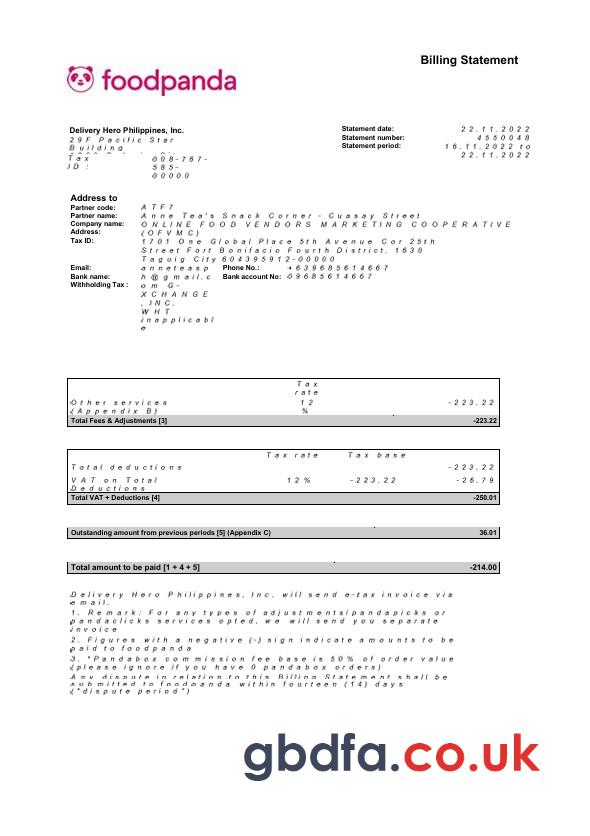 Billing Statement
foodpanda
Delivery Hero Philippines, Inc.
29F Pacific Star
Building
Tax
ID:
008-767-
585-
00000
Statement date: 22.11.2022
Statement number: 4550048
Statement period: 16.11.2022 to
22.11.2022
Address to
Partner code: ATF7
Partner name: Anne Tea's Snack Corner - Cuasay Street
Company name: ONLINE FOOD VENDORS MARKETING COOPERATIVE
Address: (OFVMC)
Tax ID: 1701 One Global Place 5th Avenue Cor 25th
Street Fort Bonifacio Fourth District, 1630
Taguig City 604395912-00000
Email: anneteasp Phone No.: +639685614667
Bank name: h@gmail.c Bank account No: 09685614667
Withholding Tax : om G-
XCHANGE
, INC.
WHT
inapplicabl
e
Tax
rate
Other services 12 -223.22
(Appendix B) %
Total Fees & Adjustments [3] -223.22
Tax rate Tax base
Total deductions -223.22
VAT on Total 12% -223.22 -26.79
Deductions
Total VAT + Deductions [4] -250.01
Outstanding amount from previous periods [5] (Appendix C) 36.01
Total amount to be paid [1 + 4 + 5] -214.00
Delivery Hero Philippines, Inc. will send e-tax invoice via
email.
1. Remark: For any types of adjustments/pandapicks or
pandaclicks services opted, we will send you separate
invoice
2. Figures with a negative (-) sign indicate amounts to be
paid to foodpanda
3. *Pandabox commission fee base is 50% of order value
(please ignore if you have 0 pandabox orders)
Any dispute in relation to this Billing Statement shall be
submitted to foodpanda within fourteen (14) days
("dispute period")
gbdfa.co.uk